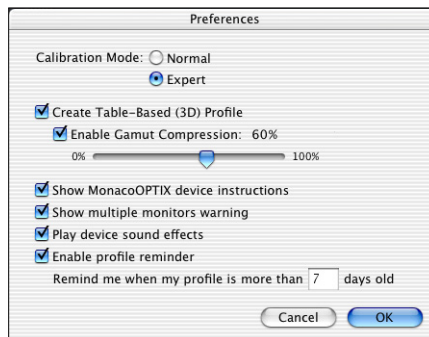 Preferences
Calibration Mode: Normal
Expert
Create Table-Based (3D) Profile
Enable Gamut Compression: 60%
0% 100%
Show MonacoOPTIX device instructions
Show multiple monitors warning
Play device sound effects
Enable profile reminder
Remind me when my profile is more than 7 days old
Cancel OK